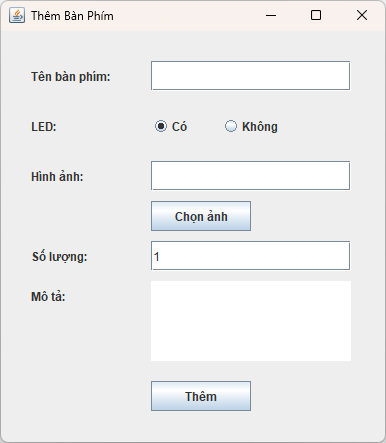 Thêm Bàn Phím
Tên bàn phím:
LED:
Có
Không
Hình ảnh:
Chọn ảnh
Số lượng:
1
Mô tả:
Thêm